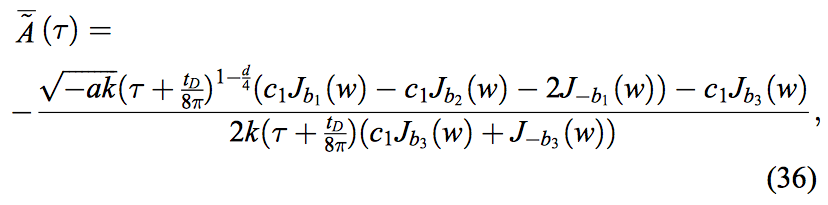 $\overline{\tilde{A}}(\tau) =$
$-\frac{\sqrt{-ak}(\tau + \frac{t_D}{8\pi})^{1-\frac{d}{4}}(c_1 J_{b_1}(w) - c_1 J_{b_2}(w) - 2J_{-b_1}(w)) - c_1 J_{b_3}(w)}{2k(\tau + \frac{t_D}{8\pi})(c_1 J_{b_3}(w) + J_{-b_3}(w))},$
(36)